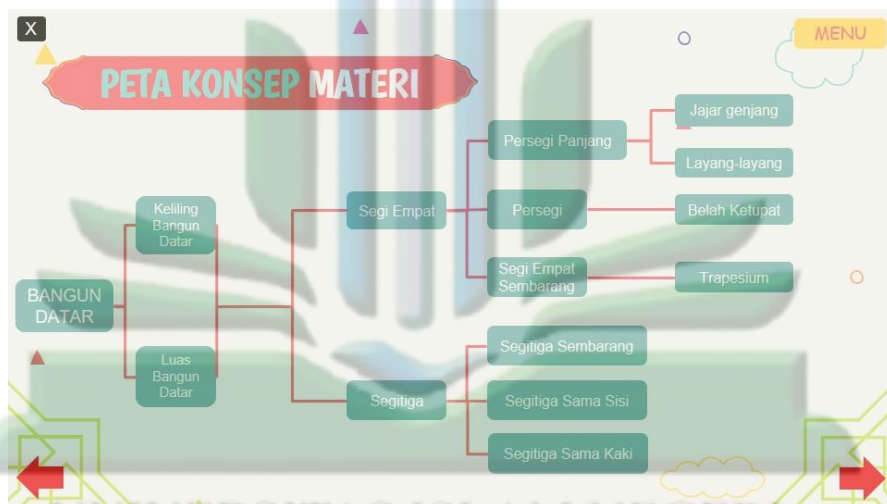 X
MENU
PETA KONSEP MATERI
BANGUN
DATAR
Keliling
Bangun
Datar
Luas
Bangun
Datar
Segi Empat
Segitiga
Persegi Panjang
Persegi
Segi Empat
Sembarang
Segitiga Sembarang
Segitiga Sama Sisi
Segitiga Sama Kaki
Jajar genjang
Layang-layang
Belah Ketupat
Trapesium